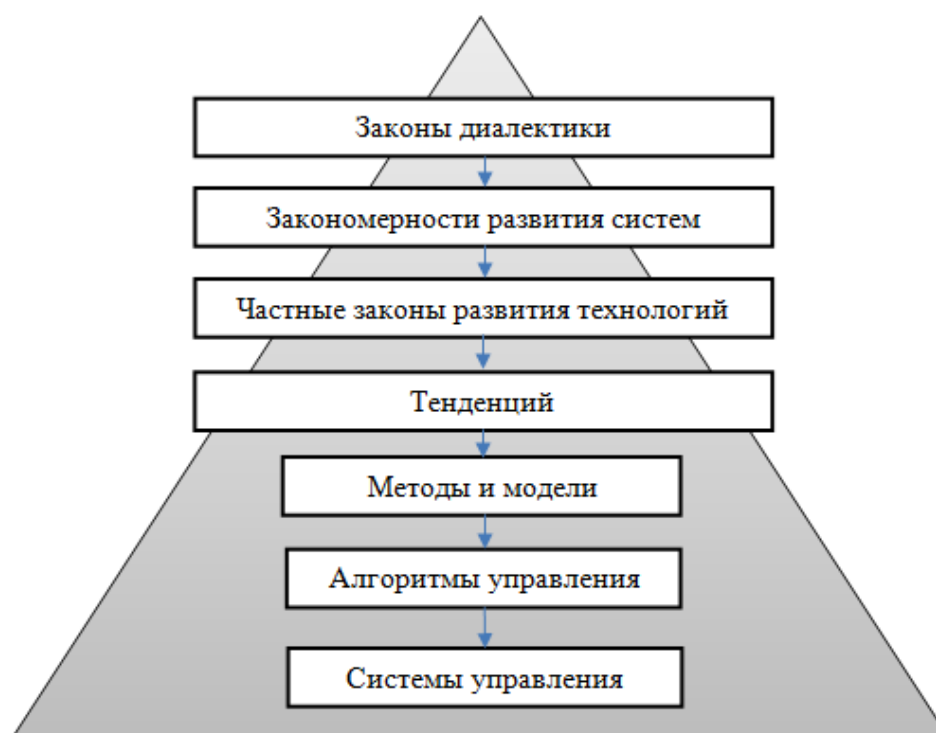 Законы диалектики
Закономерности развития систем
Частные законы развития технологий
Тенденций
Методы и модели
Алгоритмы управления
Системы управления